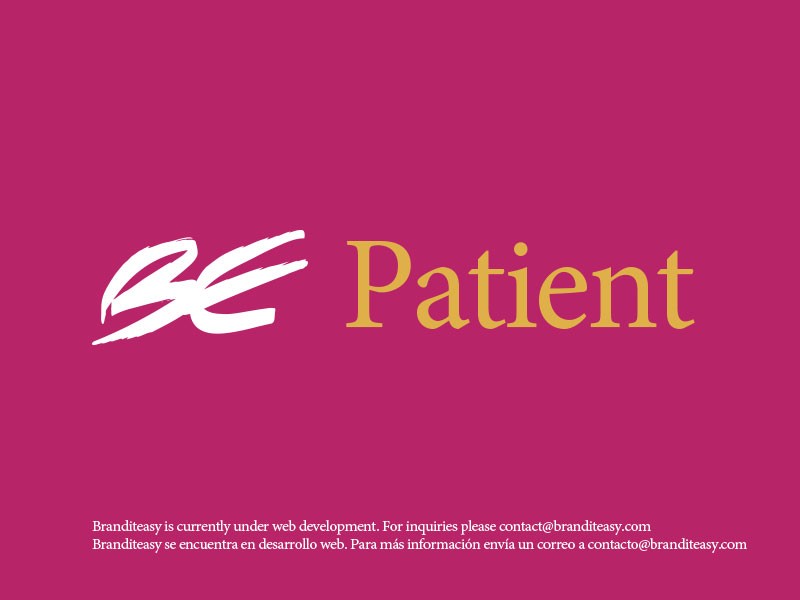 BE Patient
Branditeasy is currently under web development. For inquiries please contact@branditeasy.com
Branditeasy se encuentra en desarrollo web. Para más información envía un correo a contacto@branditeasy.com